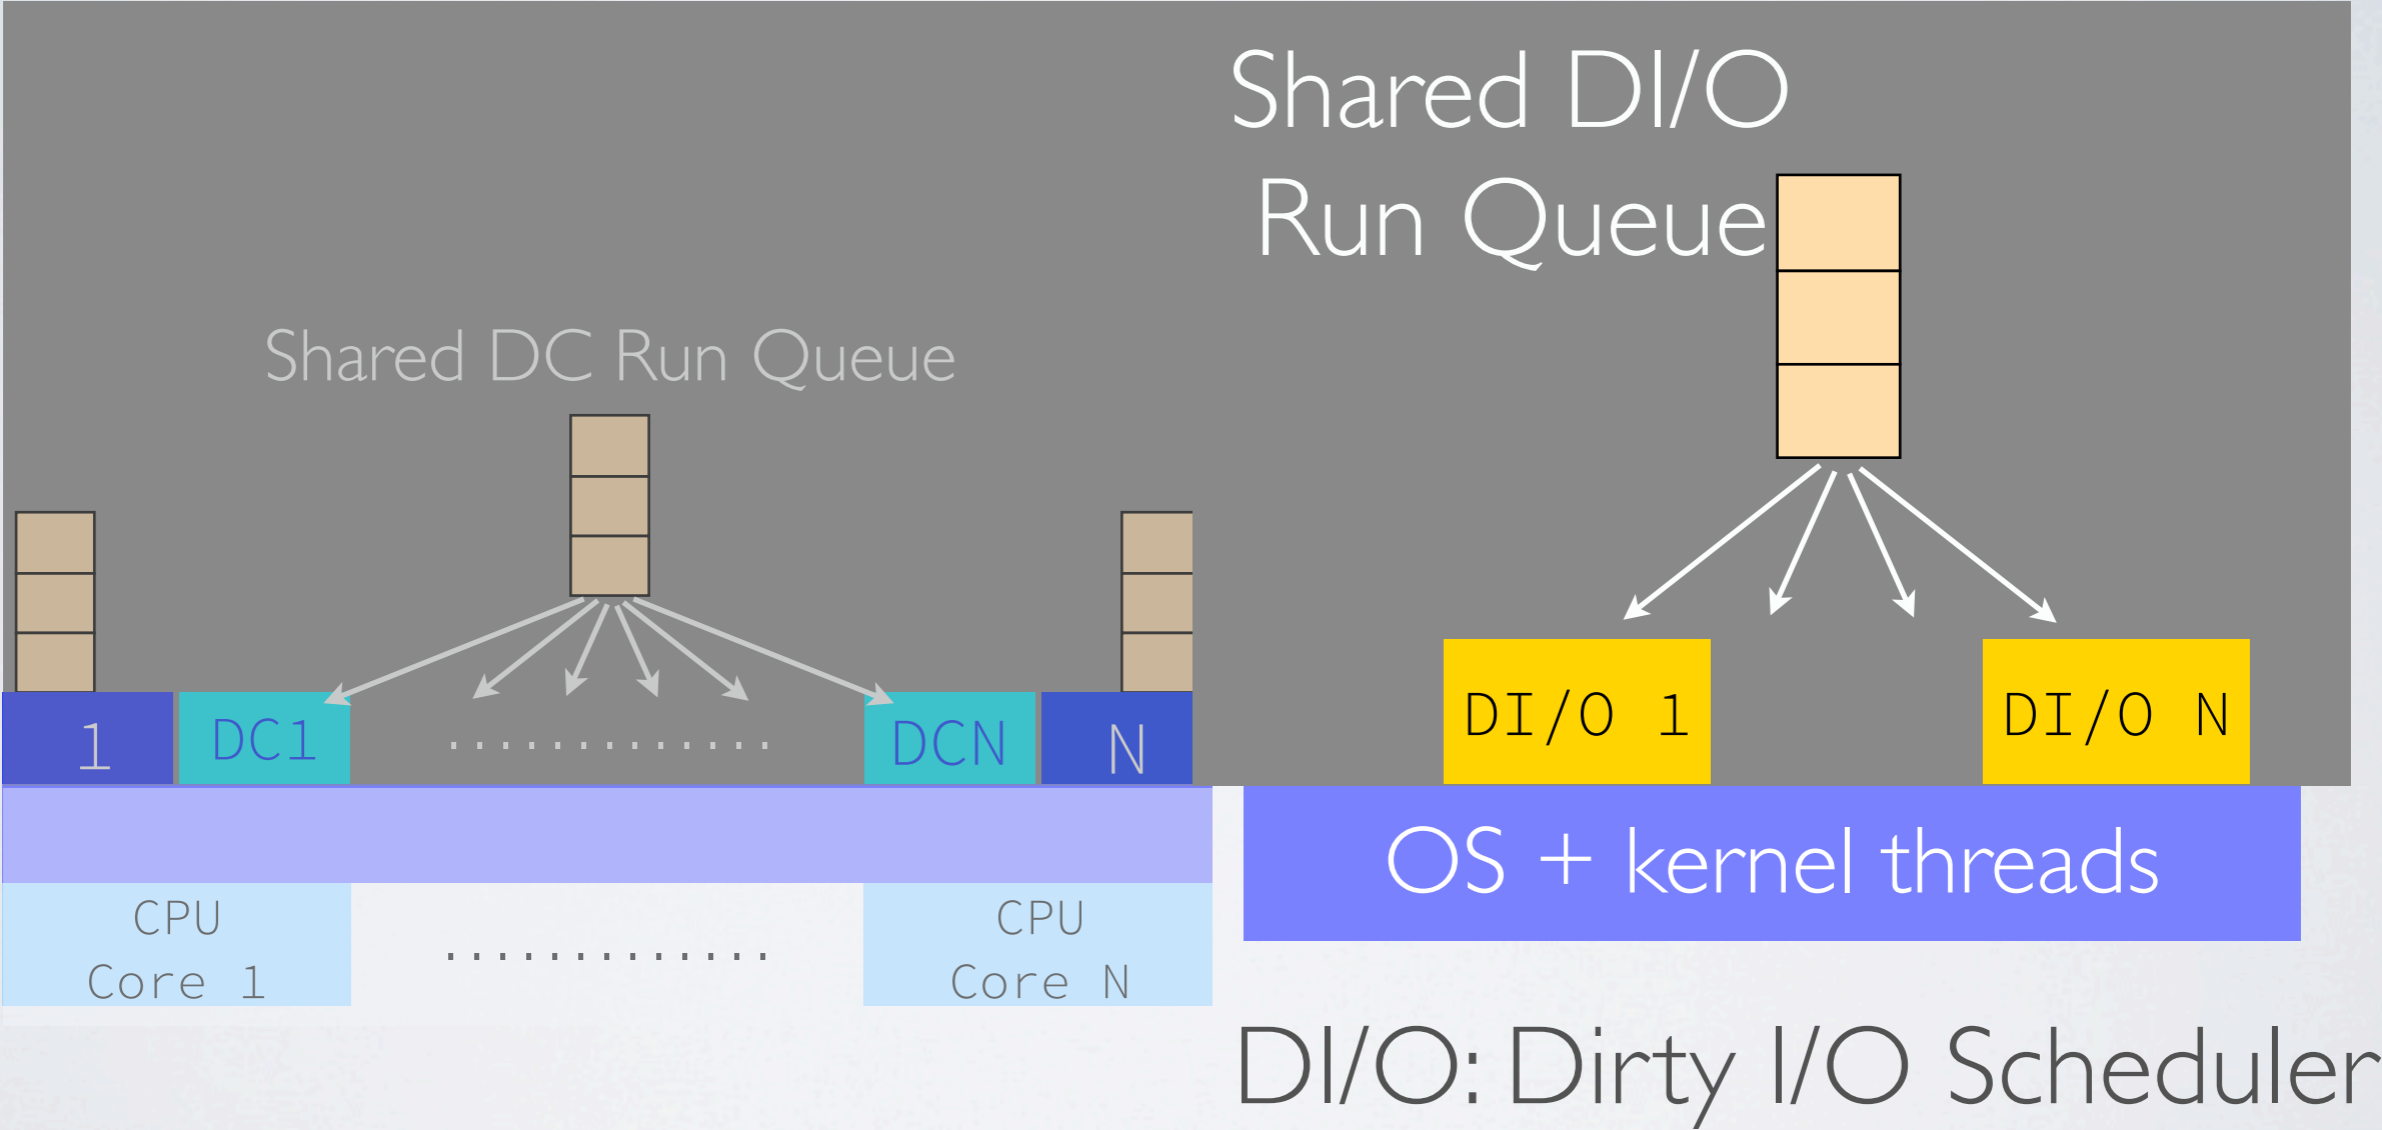 Shared DI/O
Run Queue
Shared DC Run Queue
1
DC1
.............
DCN
N
DI/O 1
DI/O N
OS + kernel threads
CPU
Core 1
.............
CPU
Core N
DI/O: Dirty I/O Scheduler